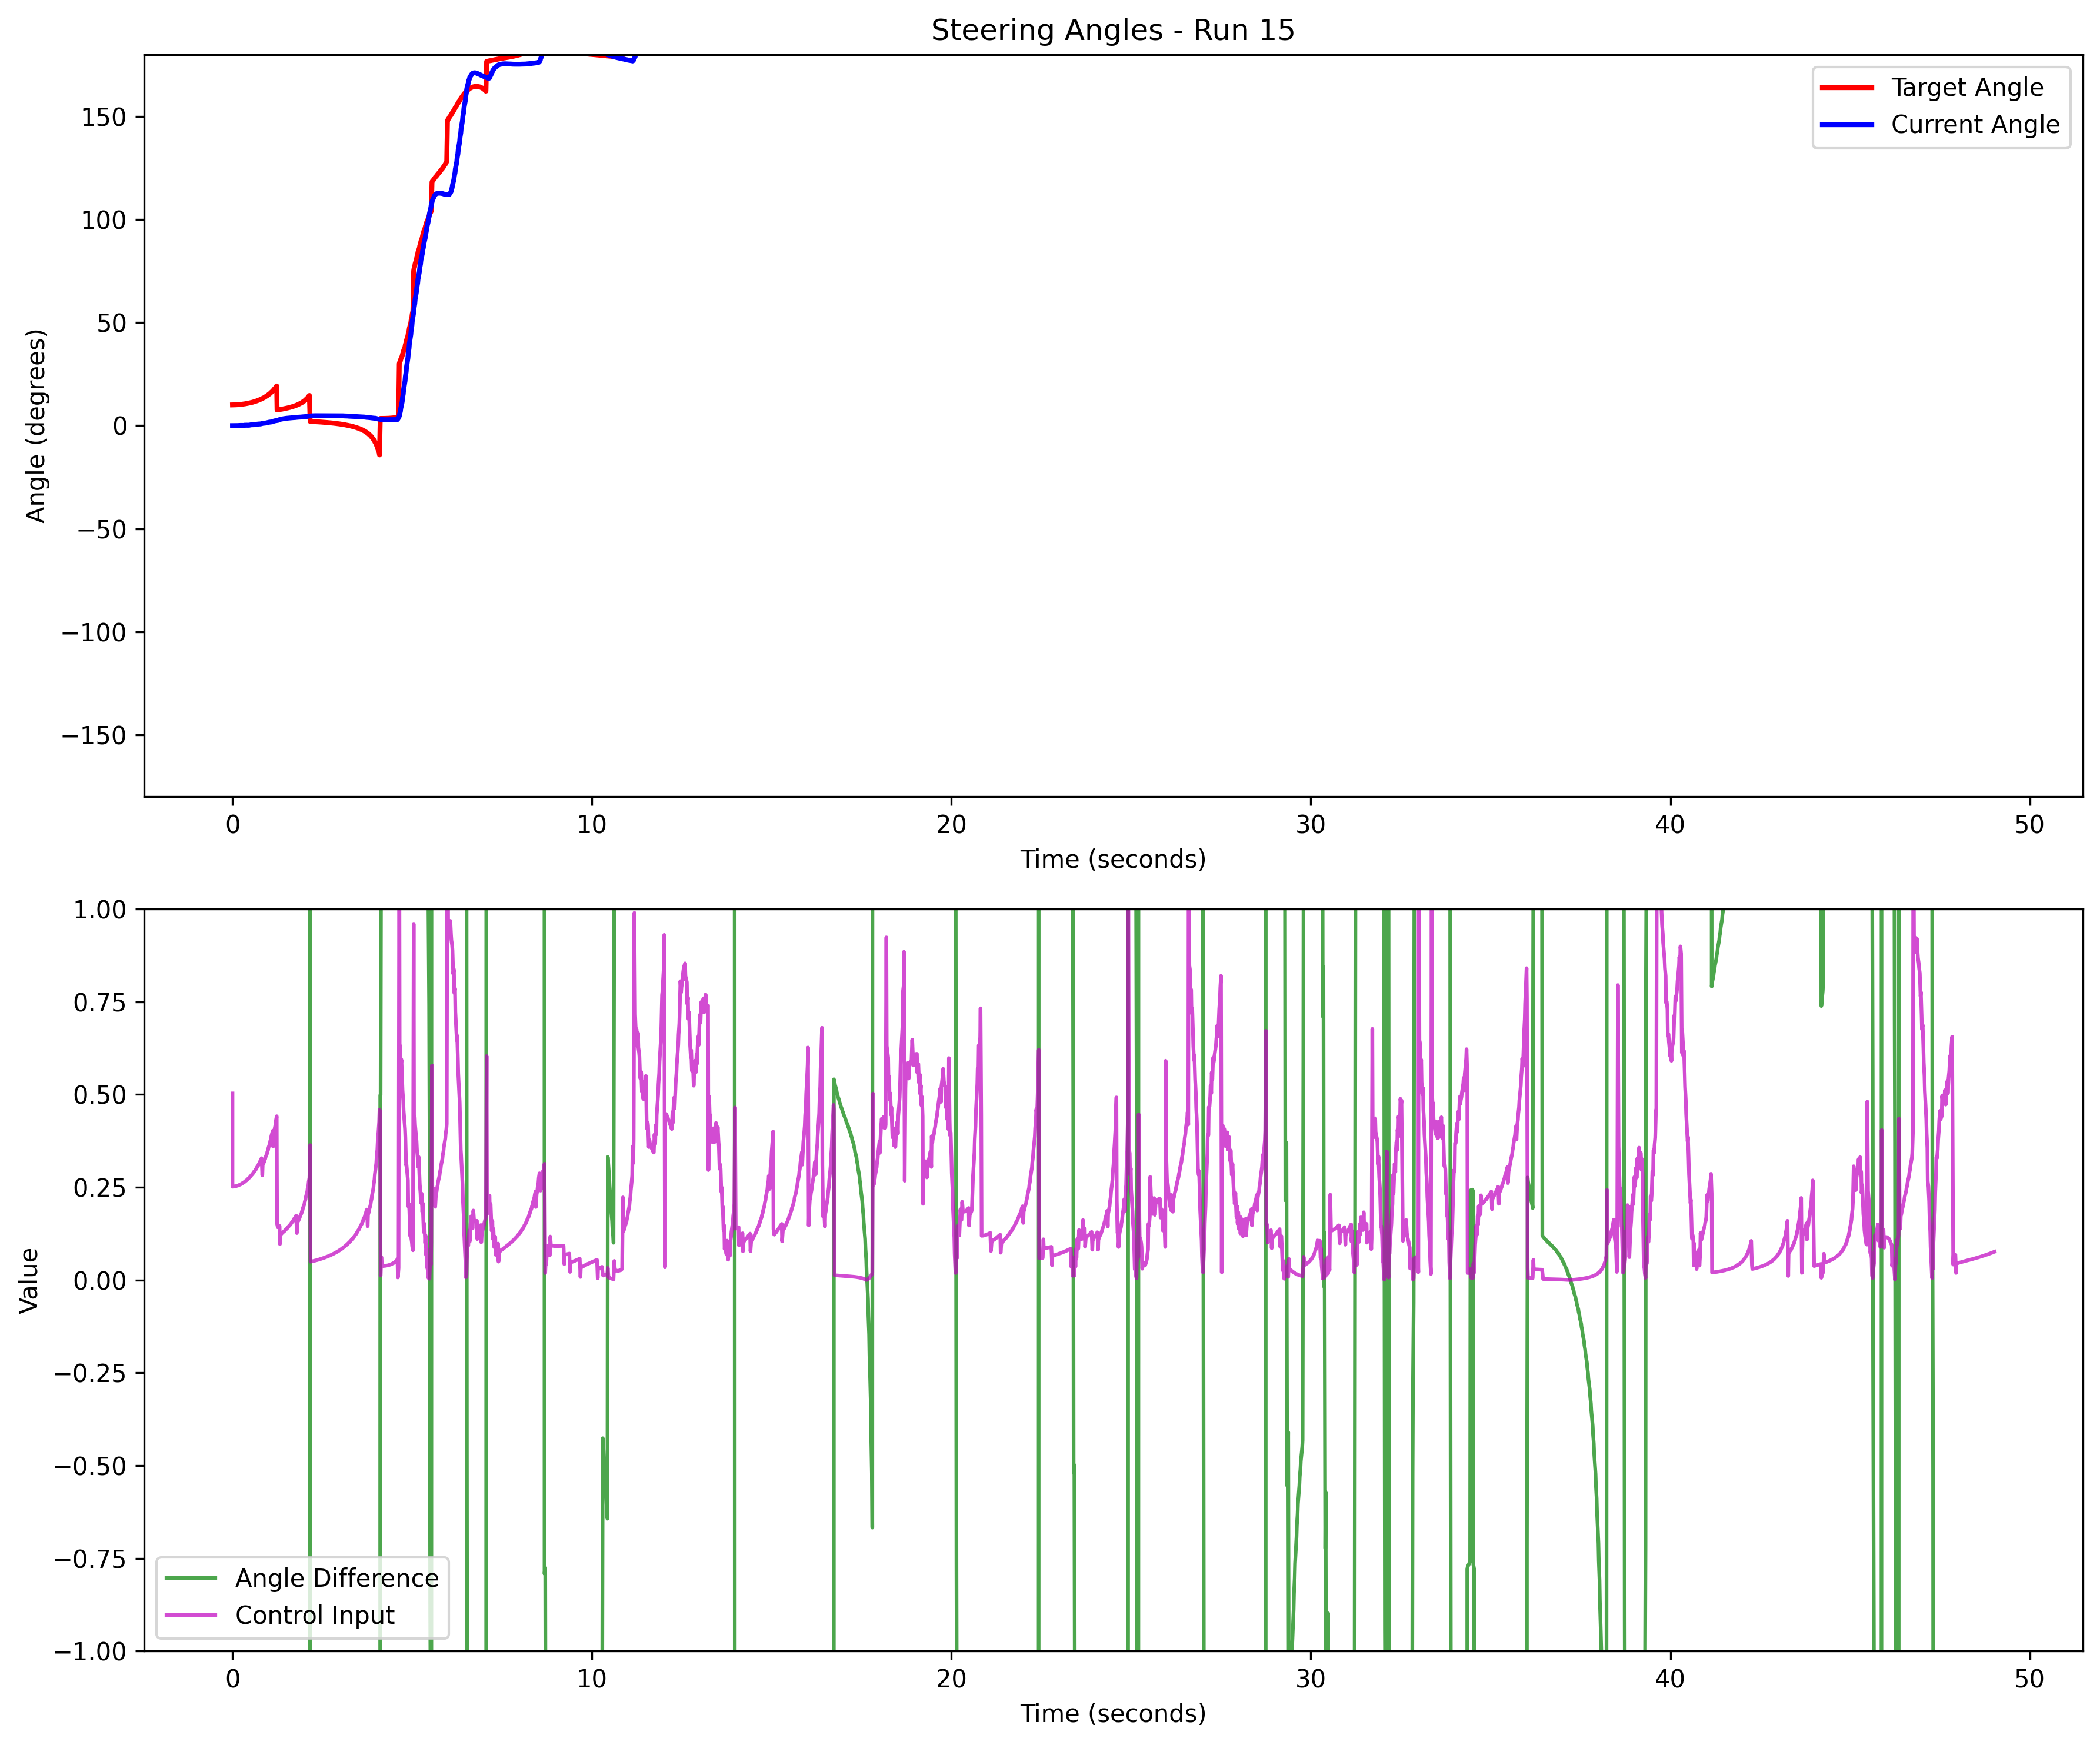 Steering Angles - Run 15
Target Angle
Current Angle
Angle (degrees)
150
100
50
0
−50
−100
−150
0 10 20 30 40 50
Time (seconds)
Value
1.00
0.75
0.50
0.25
0.00
−0.25
−0.50
−0.75
−1.00
Angle Difference
Control Input
0 10 20 30 40 50
Time (seconds)